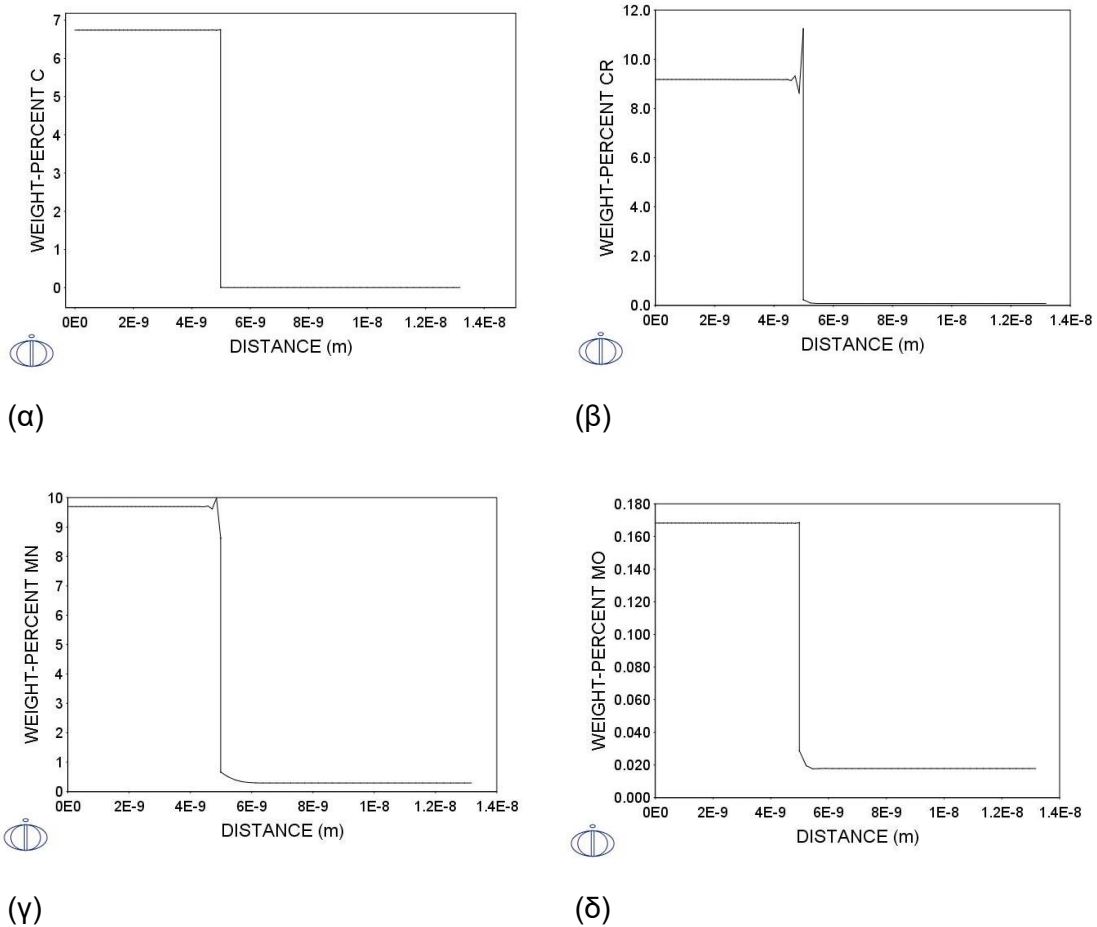 7
6
5
4
3
2
1
0
WEIGHT-PERCENT C
0E0 2E-9 4E-9 6E-9 8E-9 1E-8 1.2E-8 1.4E-8
DISTANCE (m)
(α)
12.0
10.0
8.0
6.0
4.0
2.0
0.0
WEIGHT-PERCENT CR
0E0 2E-9 4E-9 6E-9 8E-9 1E-8 1.2E-8 1.4E-8
DISTANCE (m)
(β)
10
9
8
7
6
5
4
3
2
1
0
WEIGHT-PERCENT MN
0E0 2E-9 4E-9 6E-9 8E-9 1E-8 1.2E-8 1.4E-8
DISTANCE (m)
(γ)
0.180
0.160
0.140
0.120
0.100
0.080
0.060
0.040
0.020
0.000
WEIGHT-PERCENT MO
0E0 2E-9 4E-9 6E-9 8E-9 1E-8 1.2E-8 1.4E-8
DISTANCE (m)
(δ)